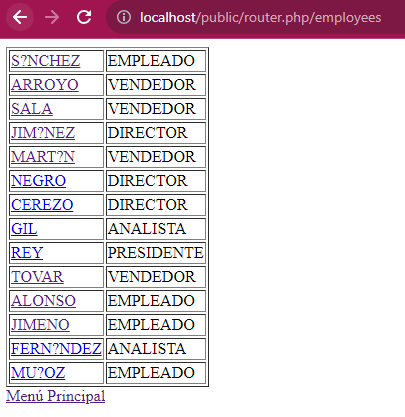 localhost/public/router.php/employees
S?NCHEZ EMPLEADO
ARROYO VENDEDOR
SALA VENDEDOR
JIM?NEZ DIRECTOR
MART?N VENDEDOR
NEGRO DIRECTOR
CEREZO DIRECTOR
GIL ANALISTA
REY PRESIDENTE
TOVAR VENDEDOR
ALONSO EMPLEADO
JIMENO EMPLEADO
FERN?NDEZ ANALISTA
MU?OZ EMPLEADO
Menú Principal